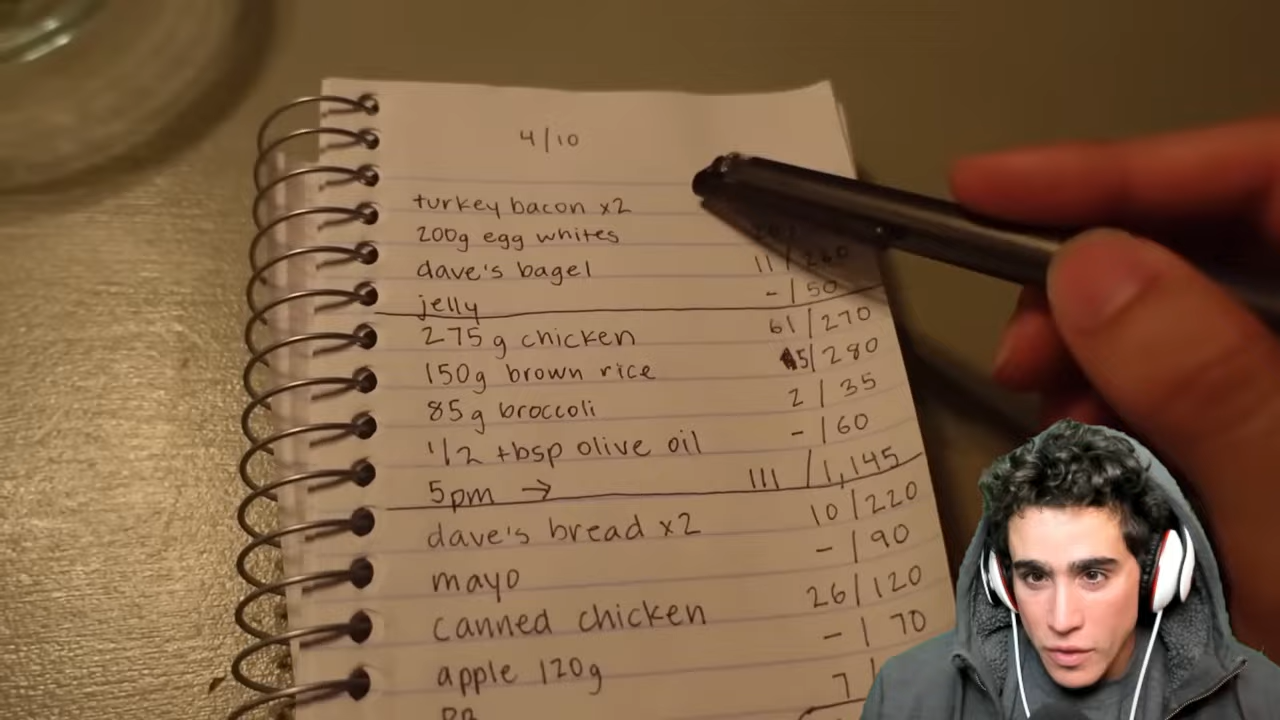 4/10
turkey bacon x2
200g egg whites
dave's bagel 11/260
jelly -/50
275g chicken 61/270
150g brown rice 5/280
85g broccoli 2/35
1/2 tbsp olive oil -/60
5pm → 111/1,145
dave's bread x2 10/220
mayo -/90
canned chicken 26/120
apple 120g -/70
7/